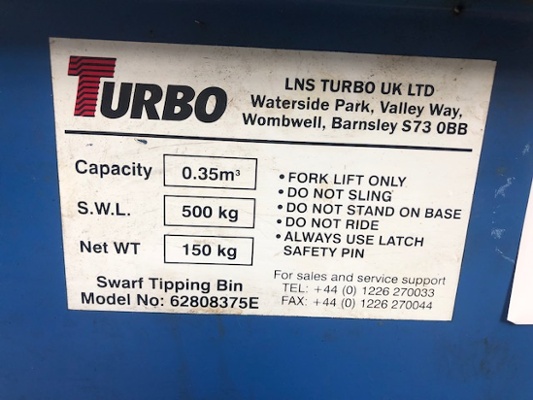 TURBO
LNS TURBO UK LTD
Waterside Park, Valley Way,
Wombwell, Barnsley S73 0BB
Capacity 0.35m³
S.W.L. 500 kg
Net WT 150 kg
• FORK LIFT ONLY
• DO NOT SLING
• DO NOT STAND ON BASE
• DO NOT RIDE
• ALWAYS USE LATCH
SAFETY PIN
Swarf Tipping Bin
Model No: 62808375E
For sales and service support
TEL: +44 (0) 1226 270033
FAX: +44 (0) 1226 270044